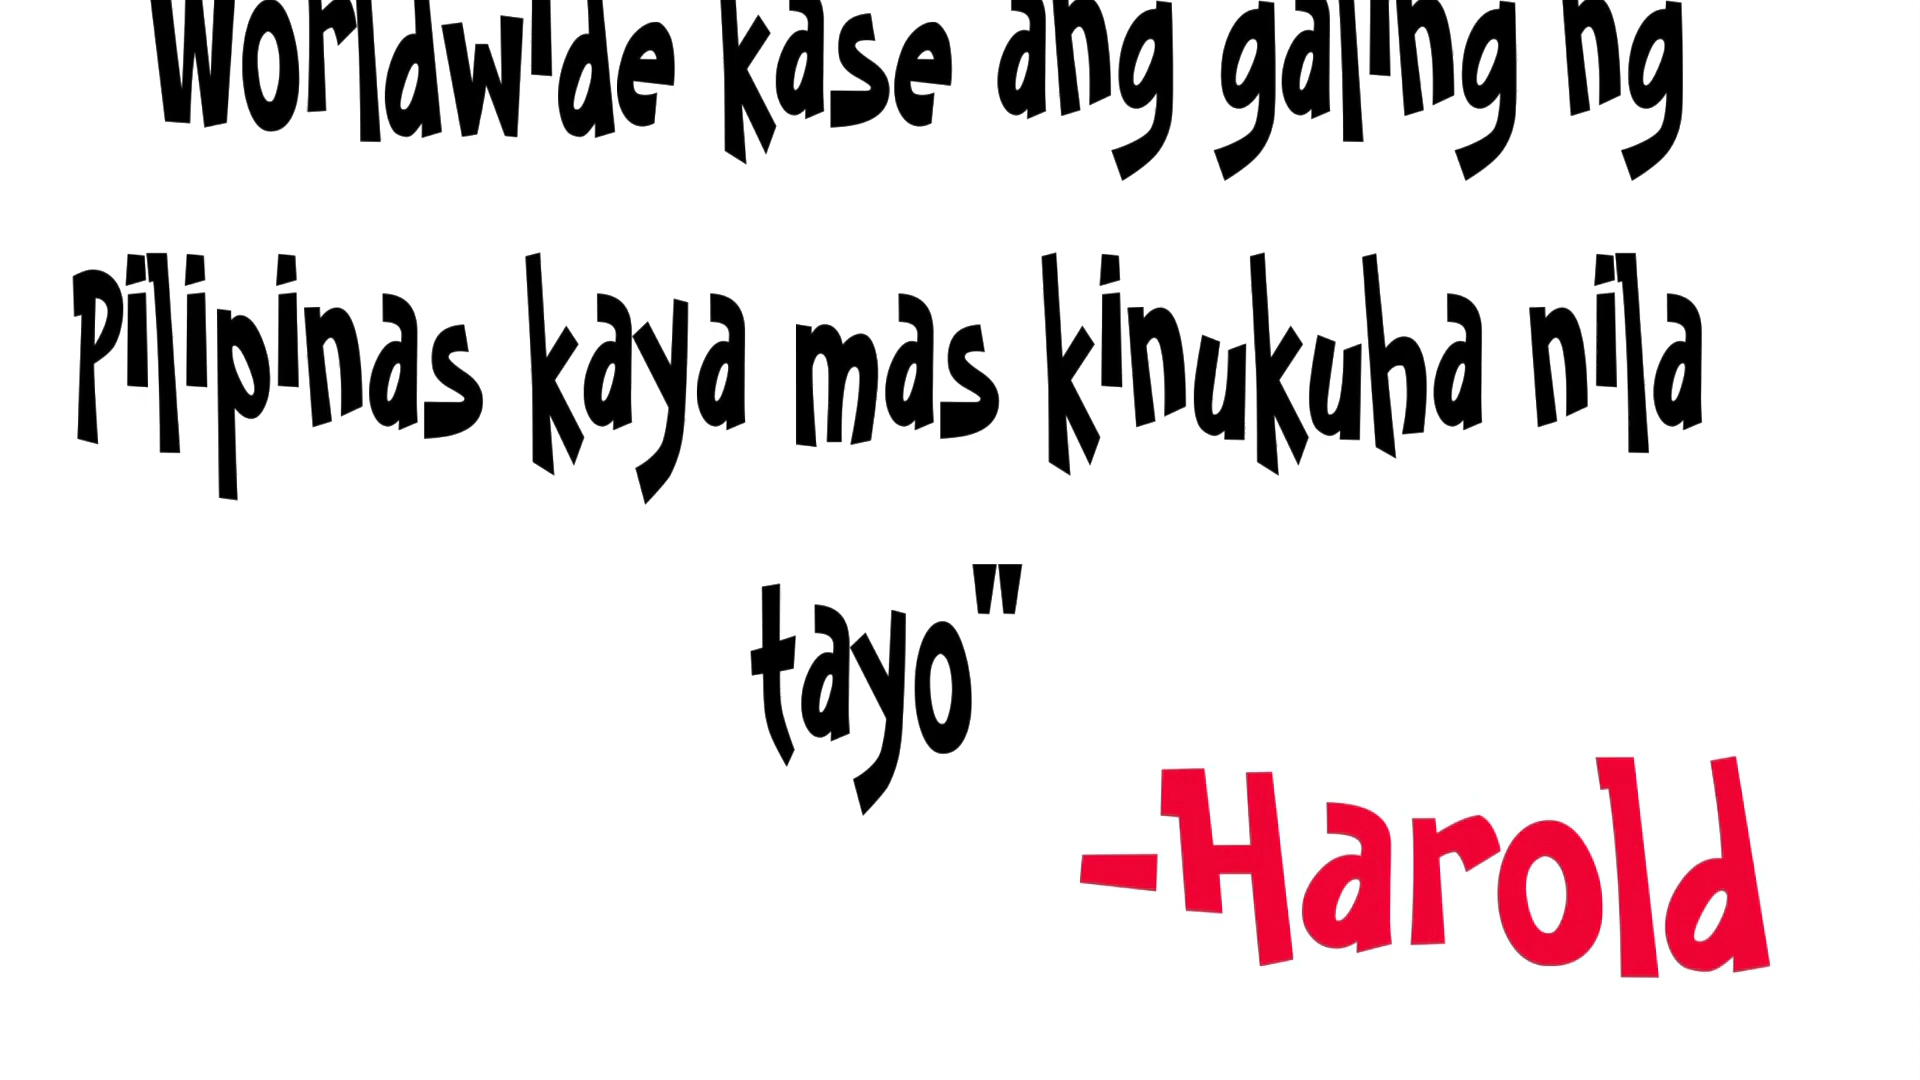 Worldwide kase ang galing ng
Pilipinas kaya mas kinukuha nila
tayo"
-Harold